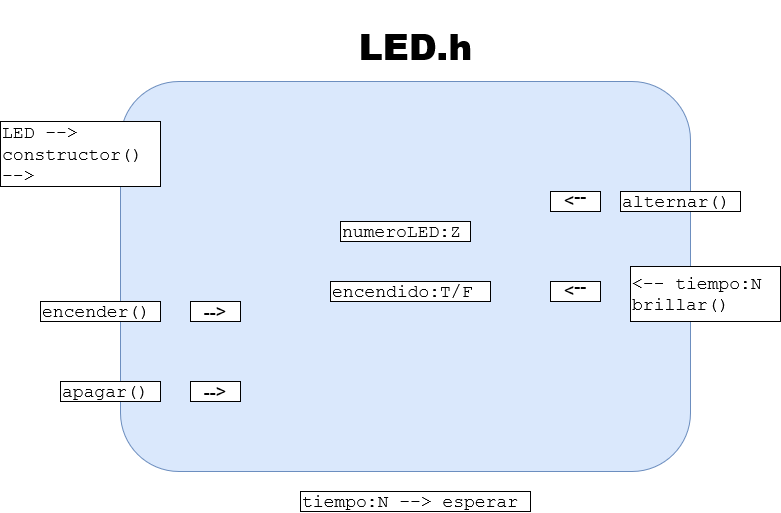 LED.h
LED -->
constructor()
-->
<--
alternar()
numeroLED:Z
encendido:T/F
<--
<-- tiempo:N
brillar()
encender()
-->
apagar()
-->
tiempo:N --> esperar